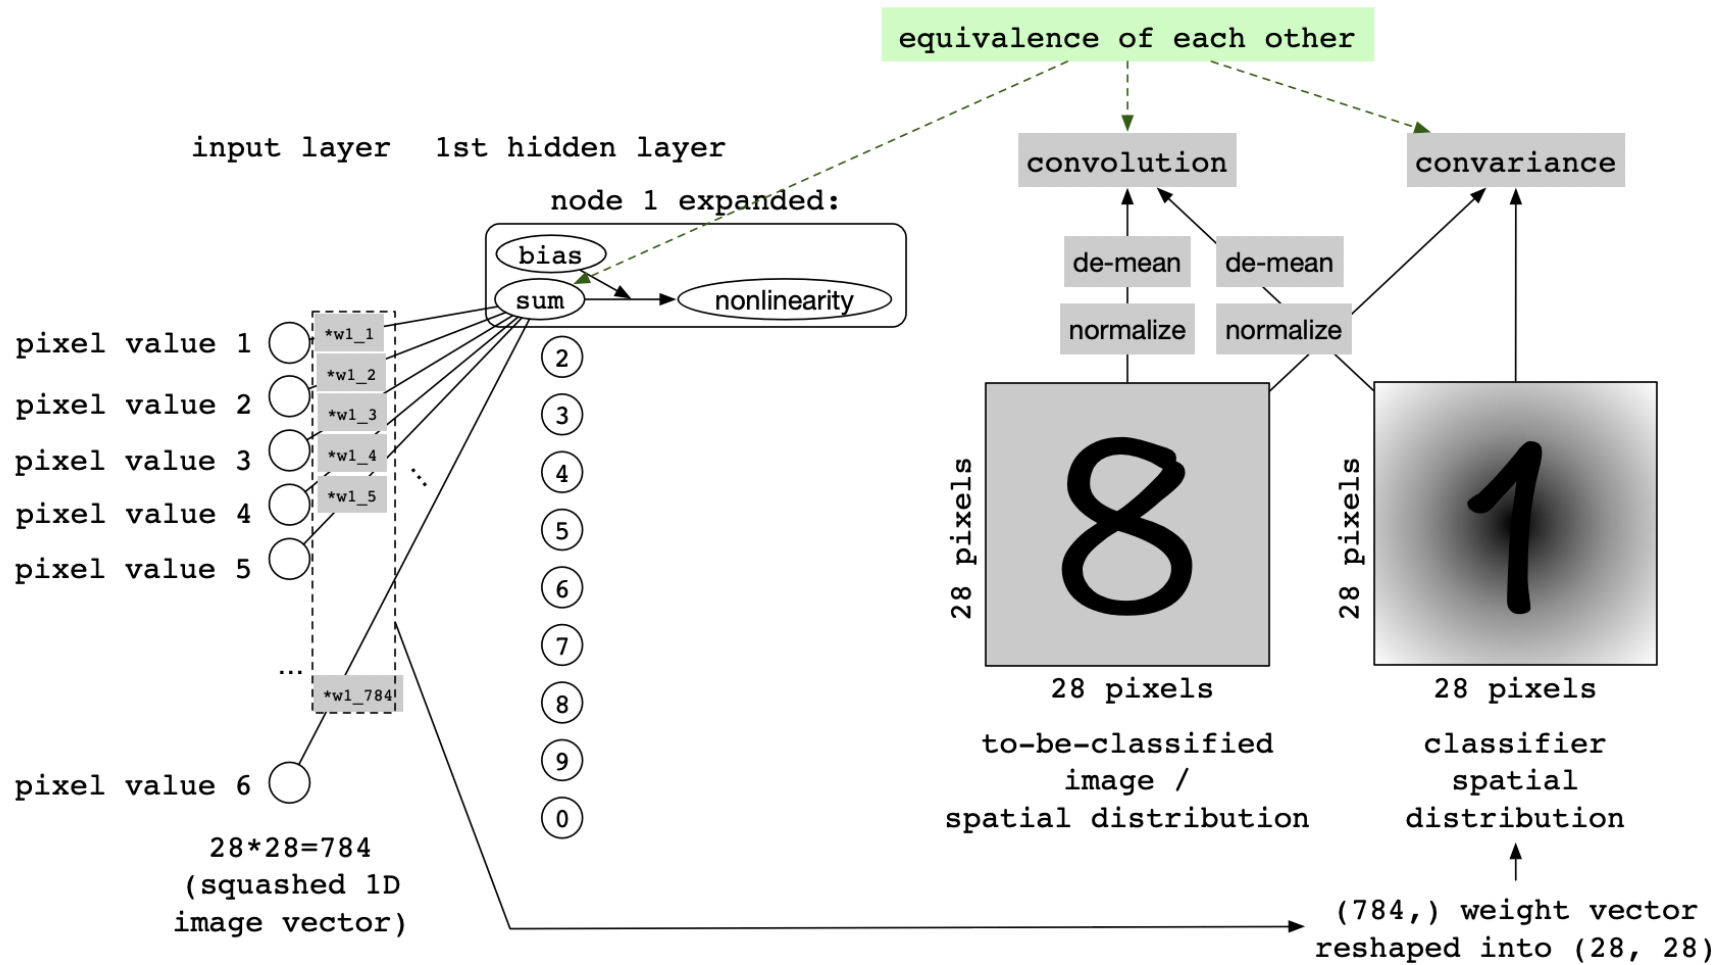 equivalence of each other
input layer
1st hidden layer
convolution
convariance
node 1 expanded:
bias
sum
nonlinearity
de-mean
de-mean
normalize
normalize
pixel value 1
pixel value 2
pixel value 3
pixel value 4
pixel value 5
...
pixel value 6
*w1_1
*w1_2
*w1_3
*w1_4
*w1_5
...
*w1_784
2
3
4
5
6
7
8
9
0
28*28=784
(squashed 1D
image vector)
28 pixels
8
28 pixels
to-be-classified
image /
spatial distribution
28 pixels
1
28 pixels
classifier
spatial
distribution
(784,) weight vector
reshaped into (28, 28)